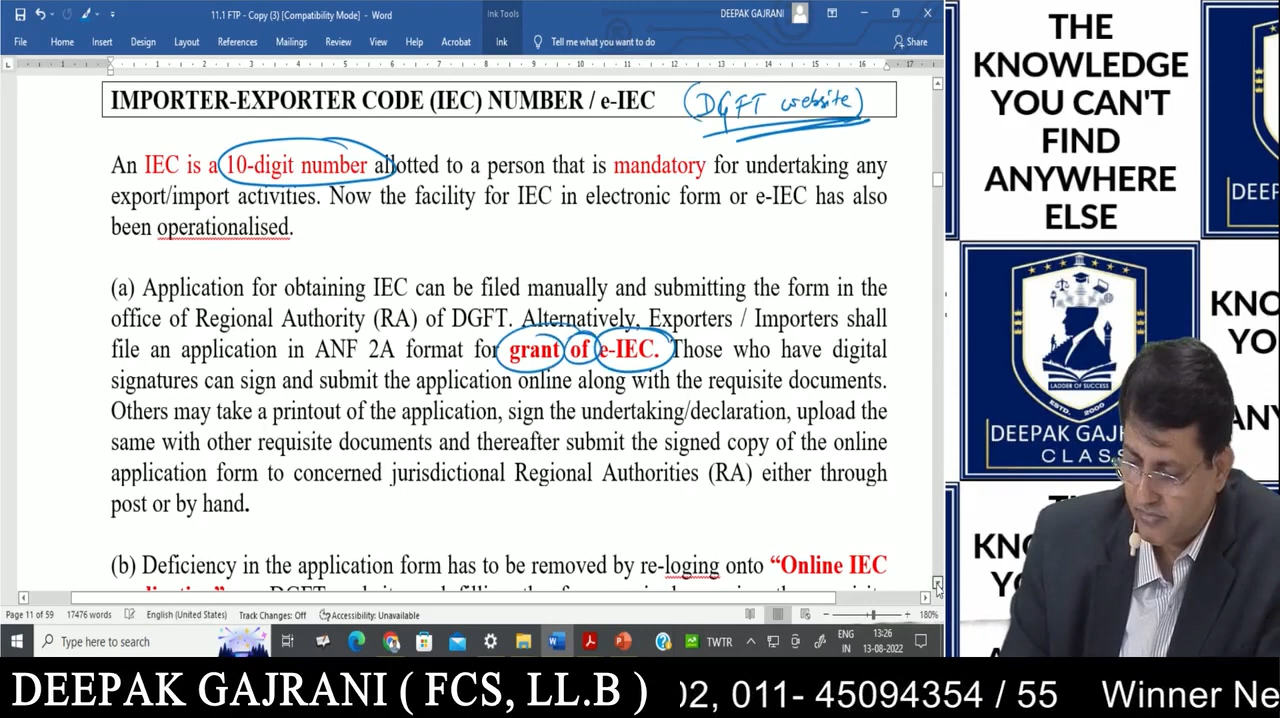 11.1 FTP - Copy (3) [Compatibility Mode] - Word
Ink Tools
DEEPAK GAJRANI
File Home Insert Design Layout References Mailings Review View Help Acrobat Ink Tell me what you want to do Share
IMPORTER-EXPORTER CODE (IEC) NUMBER / e-IEC (DGFT website)
An IEC is a 10-digit number allotted to a person that is mandatory for undertaking any
export/import activities. Now the facility for IEC in electronic form or e-IEC has also
been operationalised.
(a) Application for obtaining IEC can be filed manually and submitting the form in the
office of Regional Authority (RA) of DGFT. Alternatively, Exporters / Importers shall
file an application in ANF 2A format for grant of e-IEC. Those who have digital
signatures can sign and submit the application online along with the requisite documents.
Others may take a printout of the application, sign the undertaking/declaration, upload the
same with other requisite documents and thereafter submit the signed copy of the online
application form to concerned jurisdictional Regional Authorities (RA) either through
post or by hand.
(b) Deficiency in the application form has to be removed by re-loging onto “Online IEC
Page 11 of 59 17476 words English (United States) Track Changes: Off Accessibility: Unavailable 180%
Type here to search
TWTR
ENG
IN
13:26
13-08-2022
THE
KNOWLEDGE
YOU CAN'T
FIND
ANYWHERE
ELSE
DEEP
LADDER OF SUCCESS
ESTD. 2000
DEEPAK GAJR
CLASS
KNO
YO
ANY
KNO
YO
DEEPAK GAJRANI ( FCS, LL.B ) 02, 011- 45094354 / 55 Winner Ne